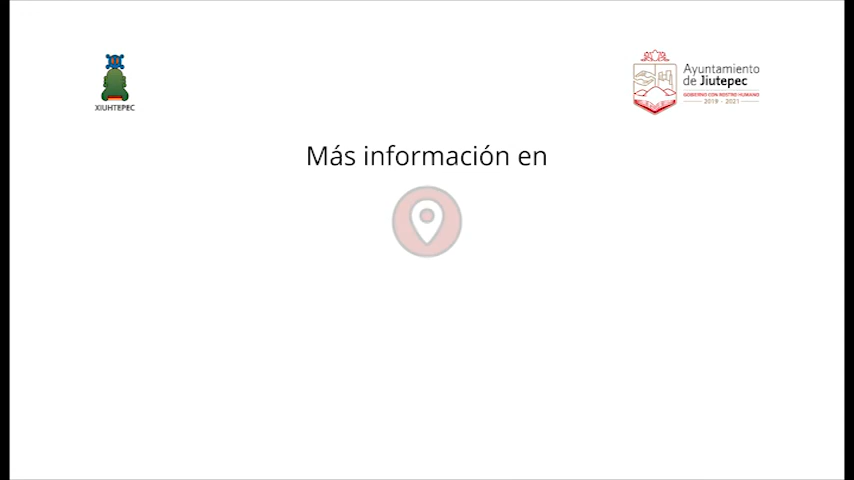 XIUHTEPEC
Ayuntamiento
de Jiutepec
GOBIERNO CON ROSTRO HUMANO
2019 - 2021
Más información en